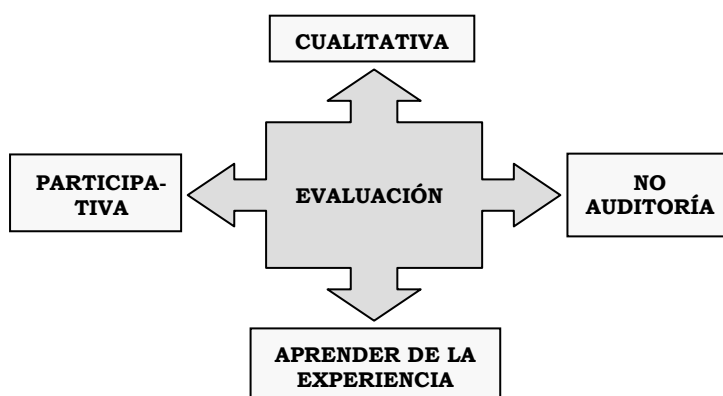 CUALITATIVA
PARTICIPA-
TIVA
EVALUACIÓN
NO
AUDITORÍA
APRENDER DE LA
EXPERIENCIA